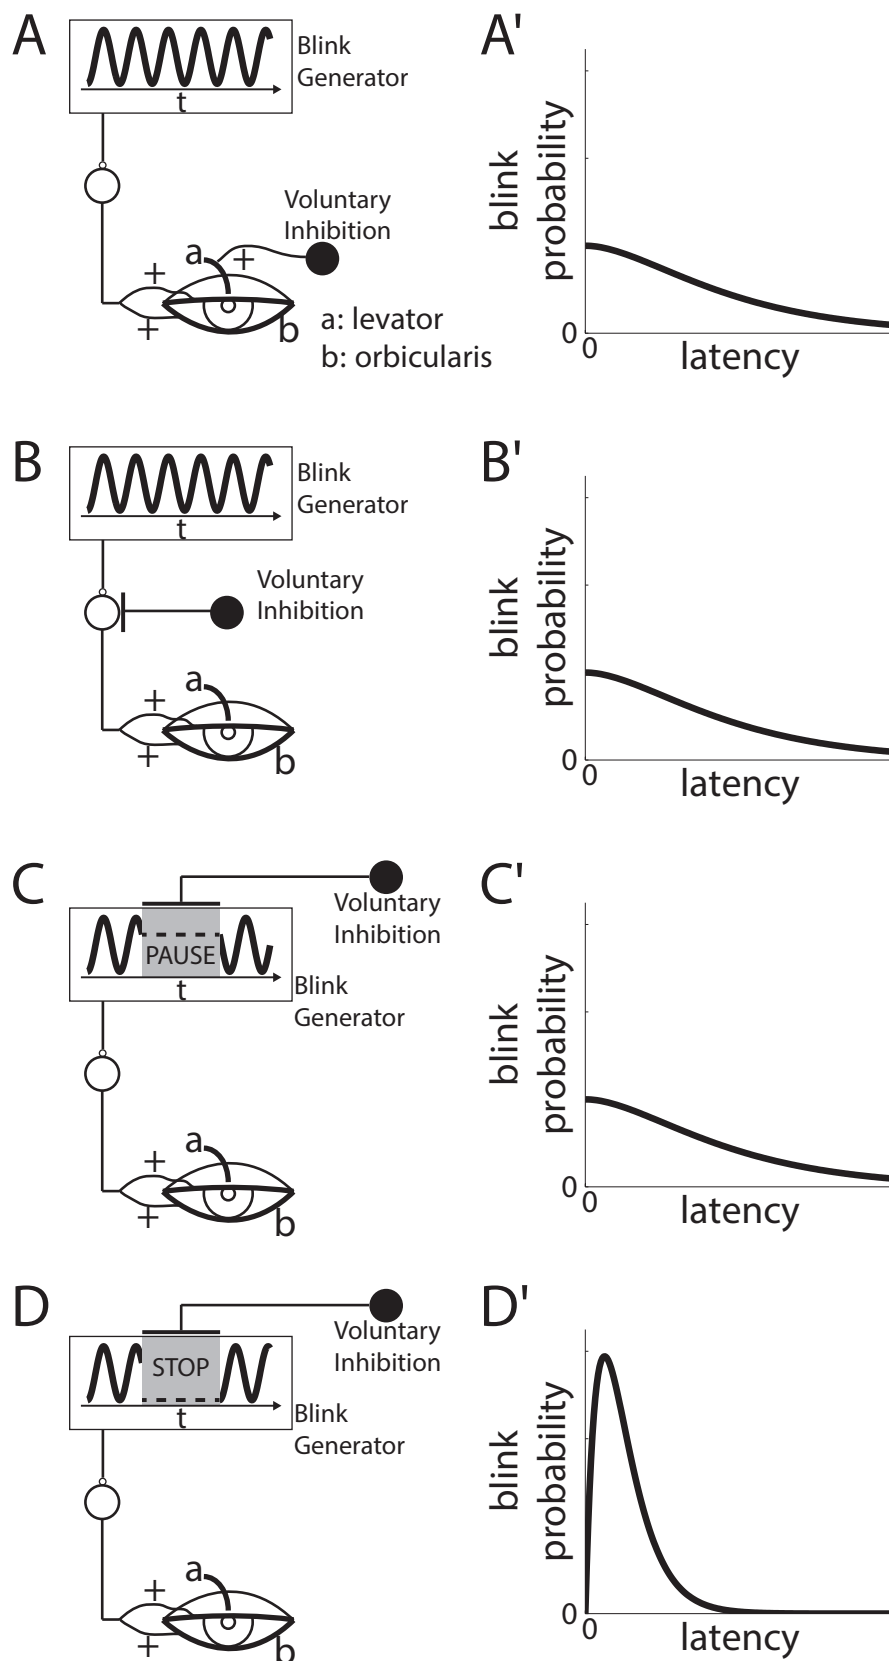 A
Blink
Generator
t
Voluntary
Inhibition
a
+
+
+
b
a: levator
b: orbicularis
A'
blink
probability
0
0
latency
B
Blink
Generator
t
Voluntary
Inhibition
a
+
+
b
B'
blink
probability
0
0
latency
C
Voluntary
Inhibition
PAUSE
t
Blink
Generator
a
+
+
b
C'
blink
probability
0
0
latency
D
Voluntary
Inhibition
STOP
t
Blink
Generator
a
+
+
b
D'
blink
probability
0
0
latency